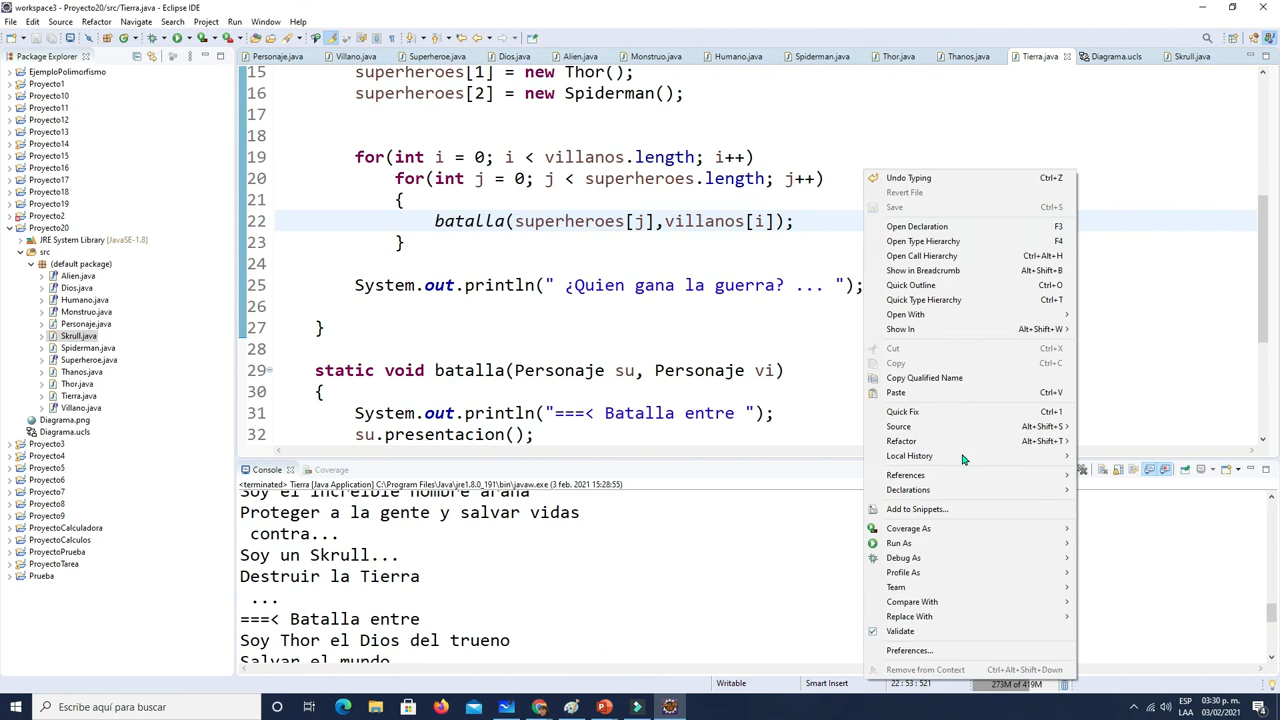 workspace3 - Proyecto20/src/Tierra.java - Eclipse IDE
File Edit Source Refactor Navigate Search Project Run Window Help
Package Explorer
Personaje.java Villano.java Superheroe.java Dios.java Alien.java Monstruo.java Humano.java Spiderman.java Thor.java Thanos.java Tierra.java Diagrama.ucls Skrull.java
EjemploPolimorfismo
Proyecto1
Proyecto10
Proyecto11
Proyecto12
Proyecto13
Proyecto14
Proyecto15
Proyecto16
Proyecto17
Proyecto18
Proyecto19
Proyecto2
Proyecto20
JRE System Library [JavaSE-1.8]
src
(default package)
Alien.java
Dios.java
Humano.java
Monstruo.java
Personaje.java
Skrull.java
Spiderman.java
Superheroe.java
Thanos.java
Thor.java
Tierra.java
Villano.java
Diagrama.png
Diagrama.ucls
Proyecto3
Proyecto4
Proyecto5
Proyecto6
Proyecto7
Proyecto8
Proyecto9
ProyectoCalculadora
ProyectoCalculos
ProyectoPrueba
ProyectoTarea
Prueba
15 superheroes[1] = new Thor();
16 superheroes[2] = new Spiderman();
17
18
19 for(int i = 0; i < villanos.length; i++)
20 for(int j = 0; j < superheroes.length; j++)
21 {
22 batalla(superheroes[j],villanos[i]);
23 }
24
25 System.out.println(" ¿Quien gana la guerra? ... ");
26
27 }
28
29 static void batalla(Personaje su, Personaje vi)
30 {
31 System.out.println("===< Batalla entre ");
32 su.presentacion();
Undo Typing Ctrl+Z
Revert File
Save Ctrl+S
Open Declaration F3
Open Type Hierarchy F4
Open Call Hierarchy Ctrl+Alt+H
Show in Breadcrumb Alt+Shift+B
Quick Outline Ctrl+O
Quick Type Hierarchy Ctrl+T
Open With
Show In Alt+Shift+W
Cut Ctrl+X
Copy Ctrl+C
Copy Qualified Name
Paste Ctrl+V
Quick Fix Ctrl+1
Source Alt+Shift+S
Refactor Alt+Shift+T
Local History
References
Declarations
Add to Snippets...
Coverage As
Run As
Debug As
Profile As
Team
Compare With
Replace With
Validate
Preferences...
Remove from Context Ctrl+Alt+Shift+Down
Console Coverage
<terminated> Tierra [Java Application] C:\Program Files\Java\jre1.8.0_191\bin\javaw.exe (3 feb. 2021 15:28:55)
Soy el increible hombre araña
Proteger a la gente y salvar vidas
contra...
Soy un Skrull...
Destruir la Tierra
...
===< Batalla entre
Soy Thor el Dios del trueno
Salvar el mundo
Writable Smart Insert 22 : 53 : 521 273M of 419M
Escribe aquí para buscar
ESP 03:30 p. m.
LAA 03/02/2021
4